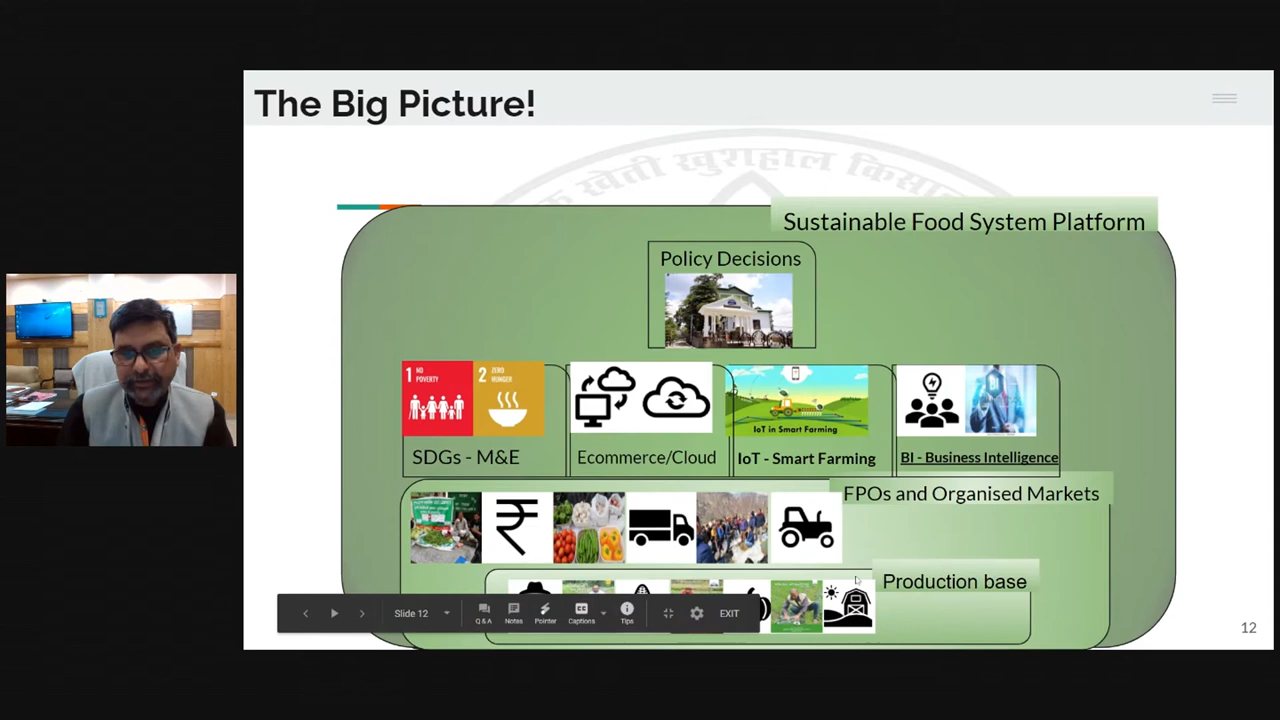 The Big Picture!
क खेती खुशहाल किसान
Sustainable Food System Platform
Policy Decisions
1 NO POVERTY
2 ZERO HUNGER
IoT in Smart Farming
SDGs - M&E
Ecommerce/Cloud
IoT - Smart Farming
BI - Business Intelligence
FPOs and Organised Markets
₹
Production base
Slide 12
Q & A
Notes
Pointer
CC
Captions
Tips
EXIT
12